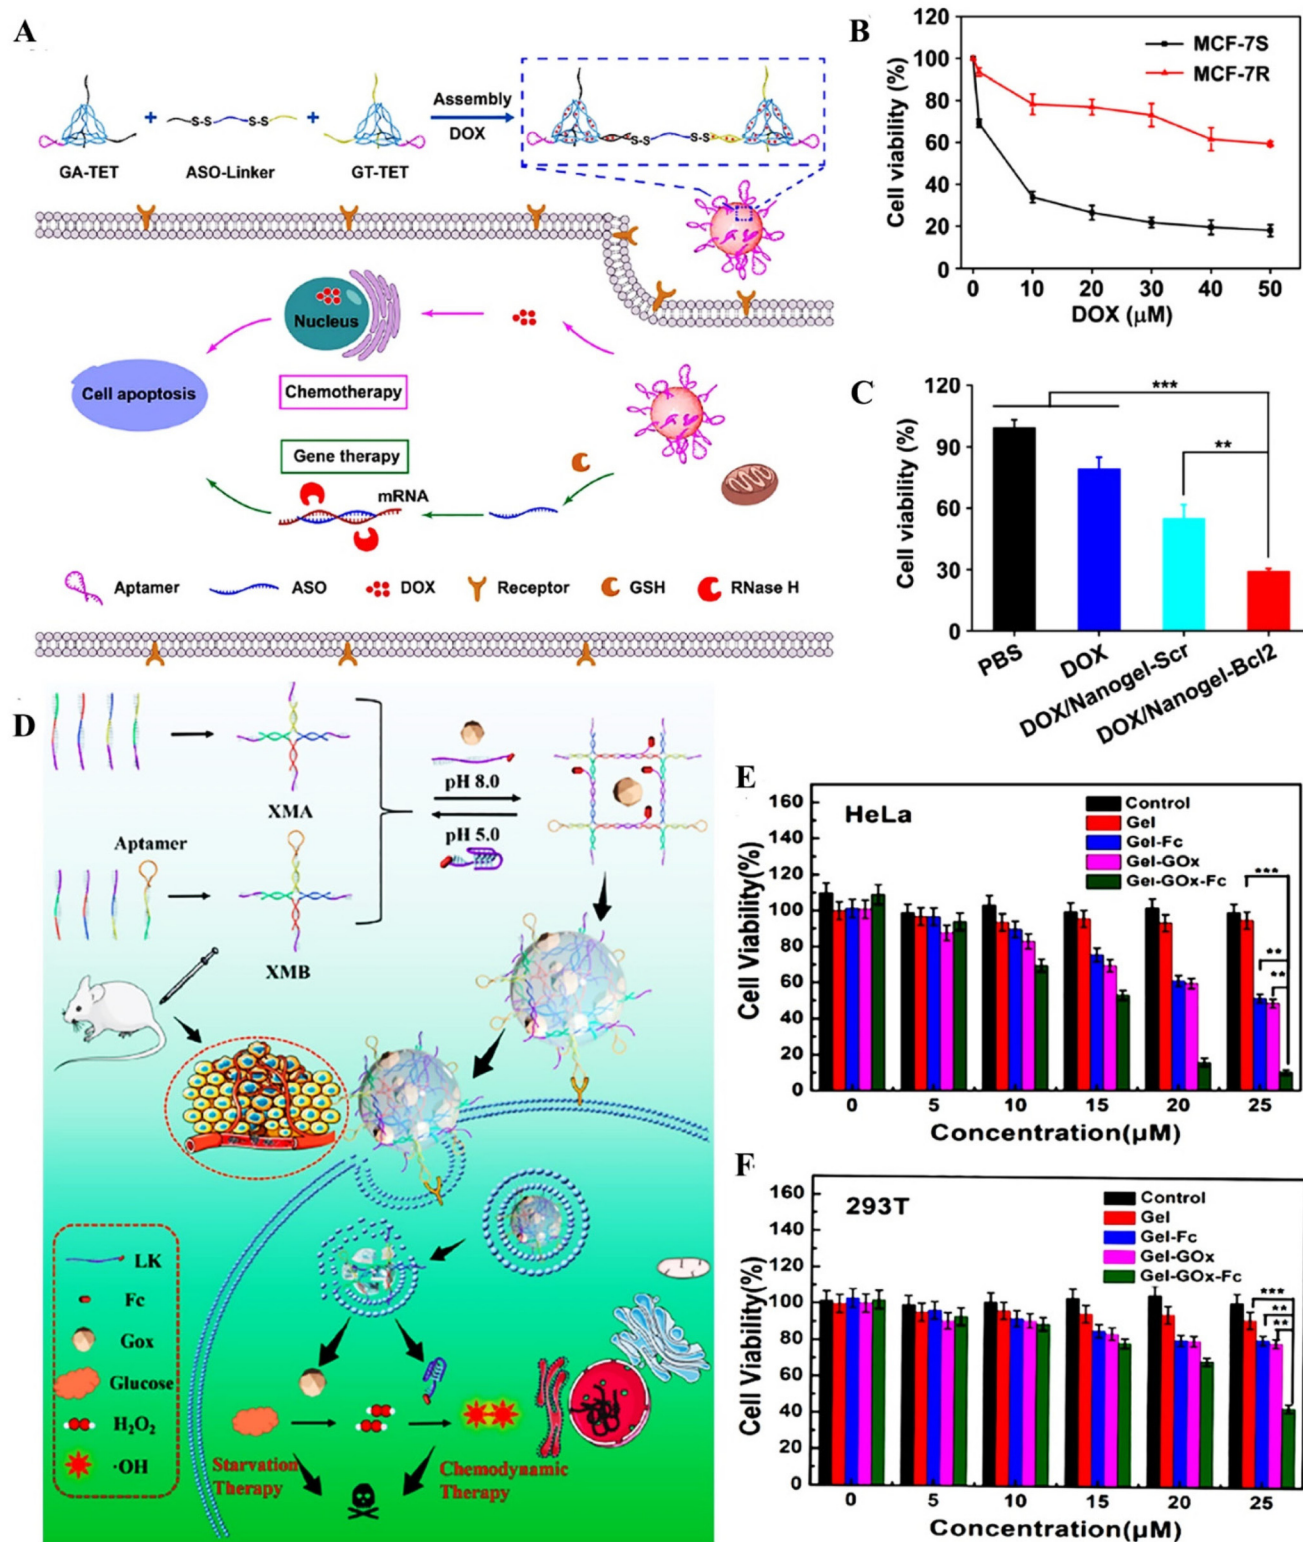 A
GA-TET
+
S-S
S-S
ASO-Linker
+
GT-TET
Assembly
DOX
S-S
S-S
Nucleus
Cell apoptosis
Chemotherapy
Gene therapy
mRNA
Aptamer
ASO
DOX
Receptor
GSH
RNase H
B
Cell viability (%)
120
100
80
60
40
20
0
MCF-7S
MCF-7R
0 10 20 30 40 50
DOX (μM)
C
Cell viability (%)
120
90
60
30
0
***
**
PBS
DOX
DOX/Nanogel-Scr
DOX/Nanogel-Bcl2
D
XMA
Aptamer
XMB
pH 8.0
pH 5.0
LK
Fc
Gox
Glucose
H₂O₂
·OH
Starvation
Therapy
Chemodynamic
Therapy
E
HeLa
Control
Gel
Gel-Fc
Gel-GOx
Gel-GOx-Fc
Cell Viability(%)
160
140
120
100
80
60
40
20
0
***
**
**
0 5 10 15 20 25
Concentration(μM)
F
293T
Control
Gel
Gel-Fc
Gel-GOx
Gel-GOx-Fc
Cell Viability(%)
160
140
120
100
80
60
40
20
0
***
**
**
0 5 10 15 20 25
Concentration(μM)